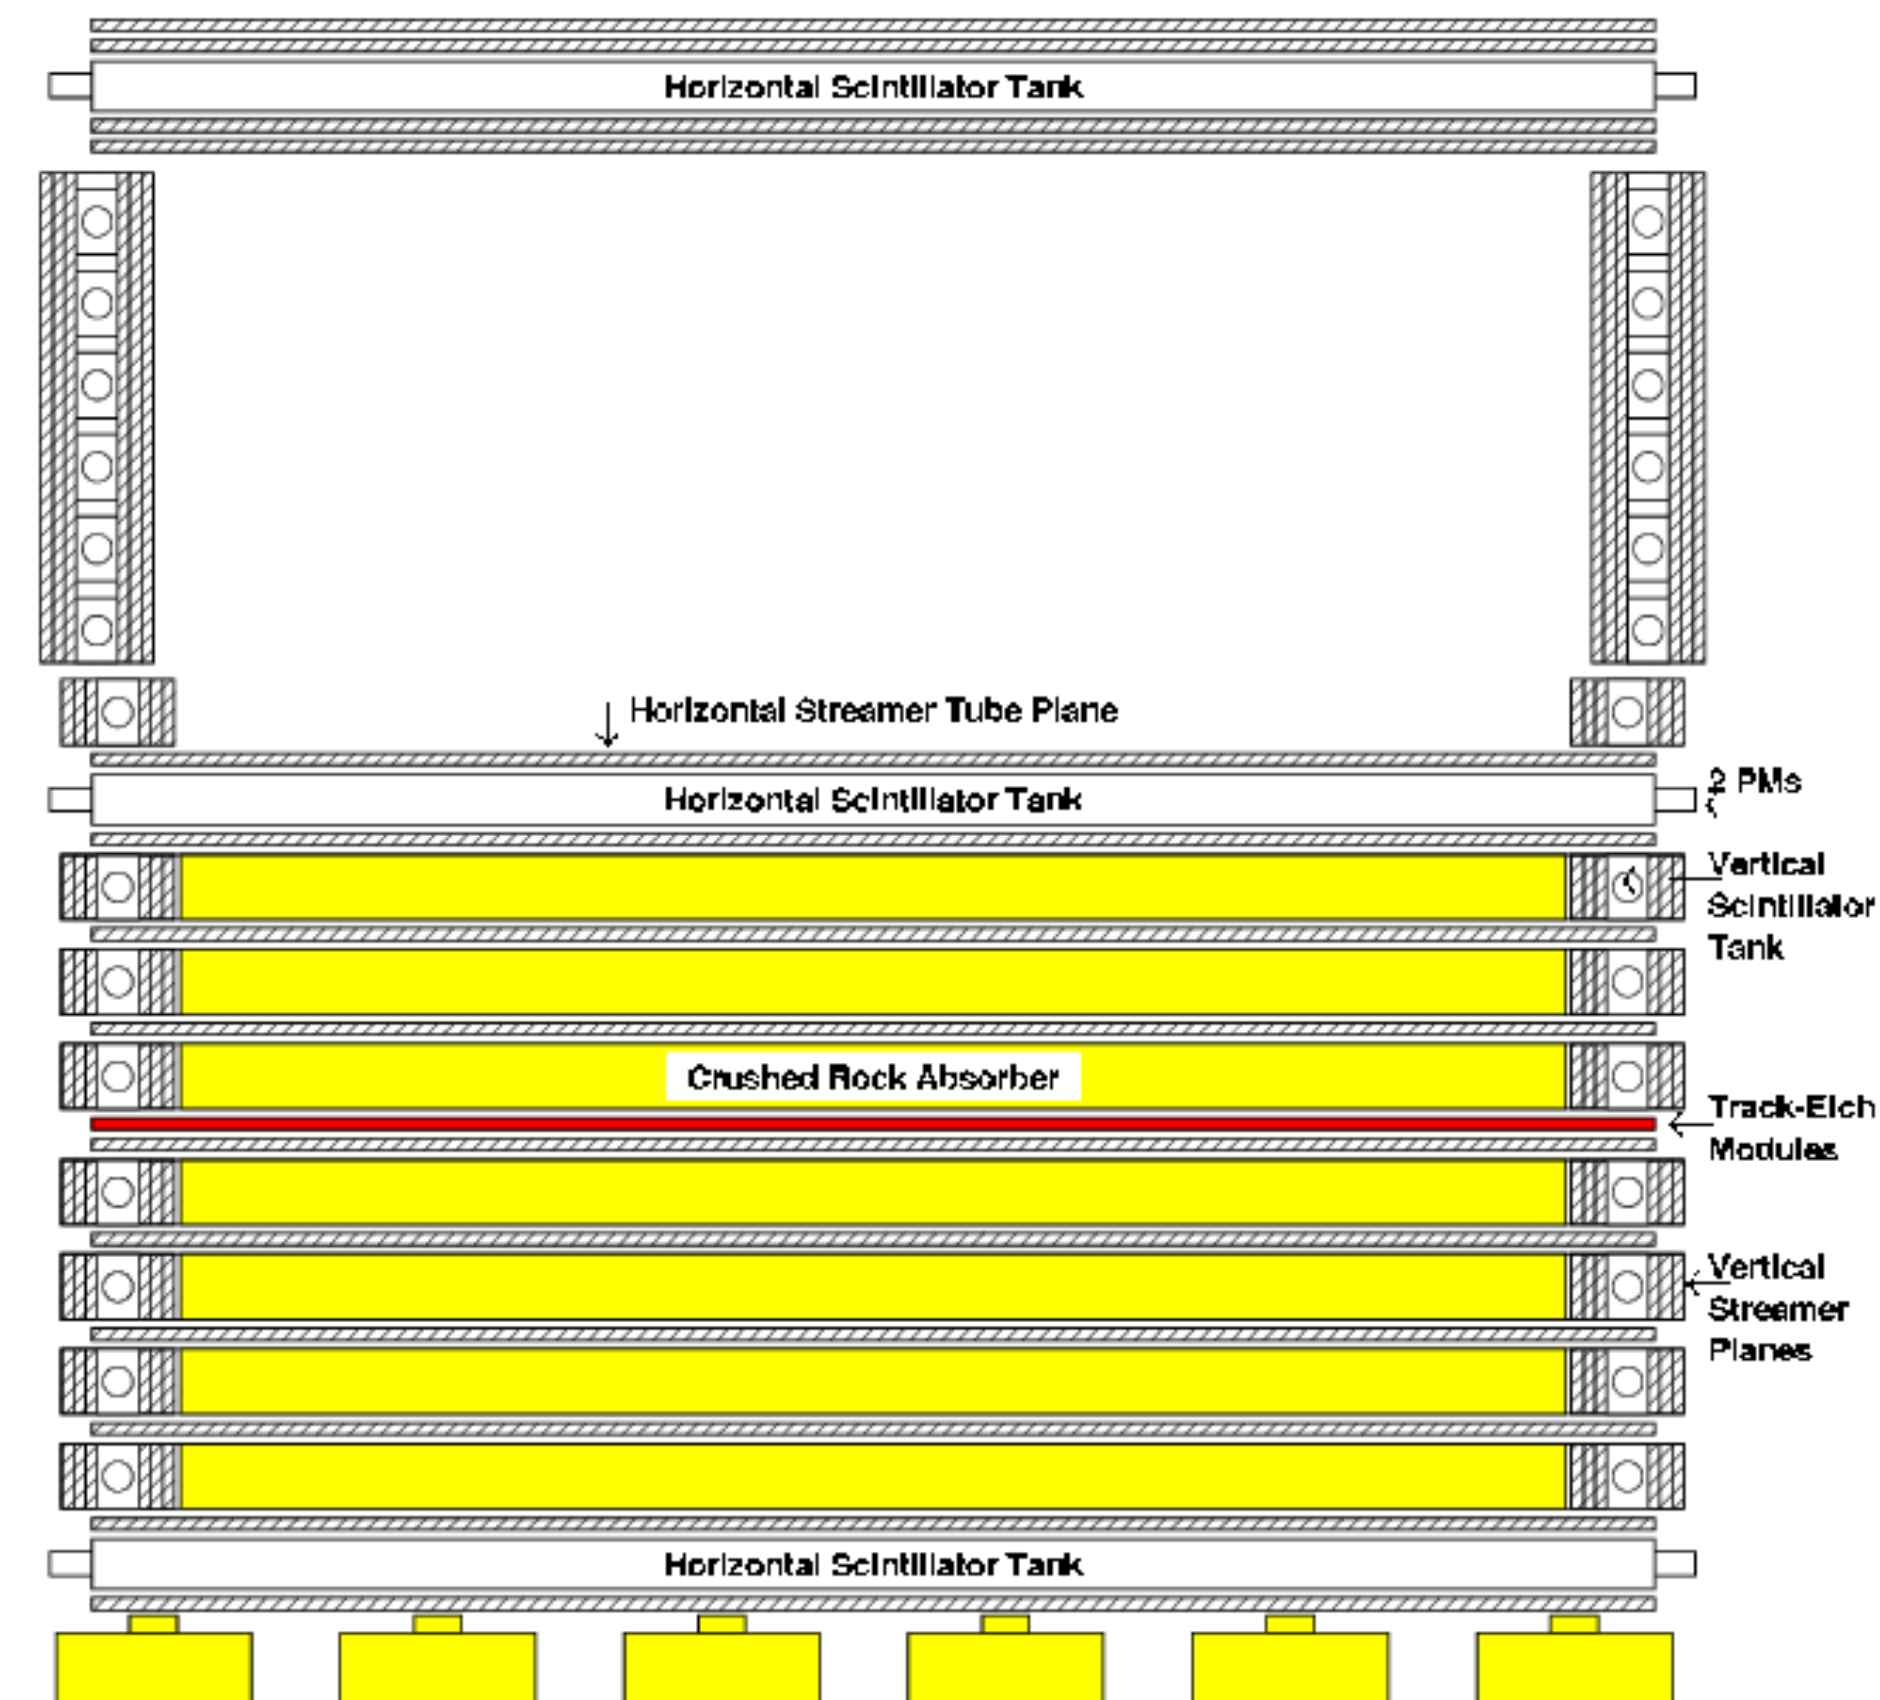 Horizontal Scintillator Tank
Horizontal Streamer Tube Plane
Horizontal Scintillator Tank
2 PMs
Vertical
Scintillator
Tank
Crushed Rock Absorber
Track-Etch
Modules
Vertical
Streamer
Planes
Horizontal Scintillator Tank